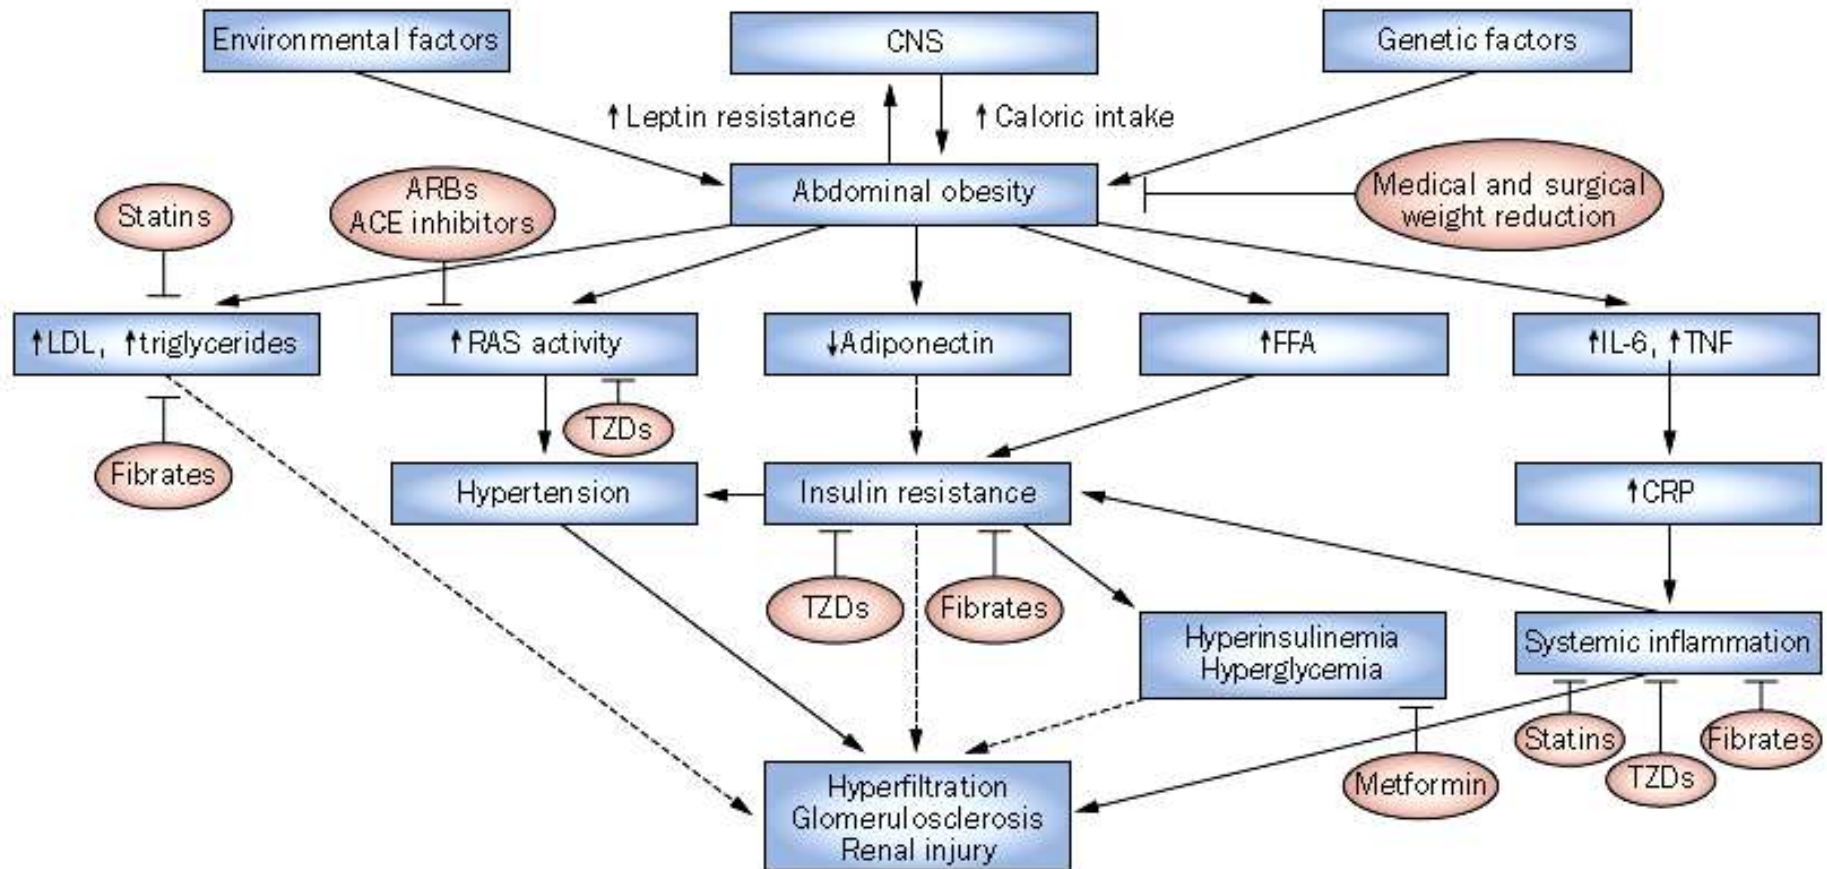 Environmental factors
CNS
Genetic factors
↑ Leptin resistance
↑ Caloric intake
Abdominal obesity
Medical and surgical
weight reduction
Statins
ARBs
ACE inhibitors
↑LDL, ↑triglycerides
↑RAS activity
↓Adiponectin
↑FFA
↑IL-6, ↑TNF
TZDs
Fibrates
Hypertension
Insulin resistance
↑CRP
TZDs
Fibrates
Hyperinsulinemia
Hyperglycemia
Systemic inflammation
Statins
TZDs
Fibrates
Metformin
Hyperfiltration
Glomerulosclerosis
Renal injury